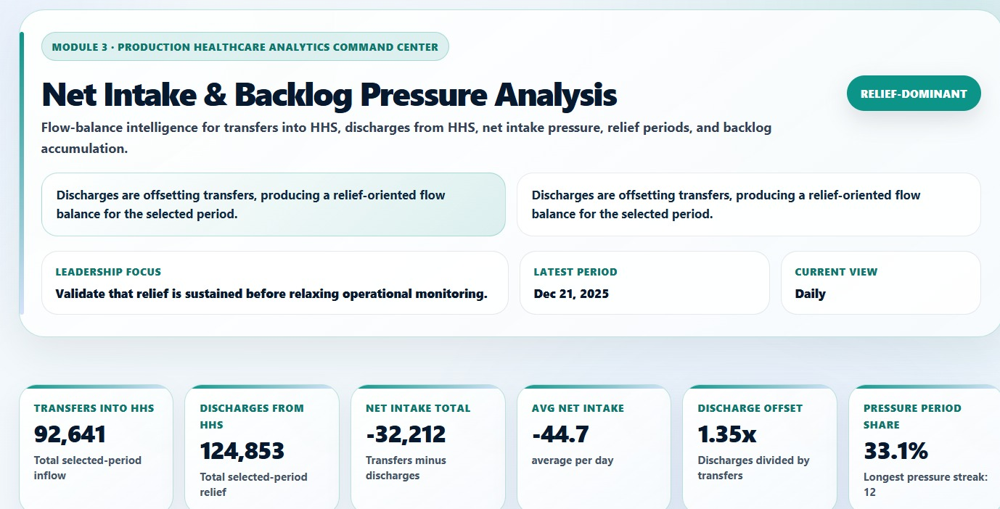 MODULE 3 · PRODUCTION HEALTHCARE ANALYTICS COMMAND CENTER
Net Intake & Backlog Pressure Analysis
RELIEF-DOMINANT
Flow-balance intelligence for transfers into HHS, discharges from HHS, net intake pressure, relief periods, and backlog
accumulation.
Discharges are offsetting transfers, producing a relief-oriented flow
balance for the selected period.
Discharges are offsetting transfers, producing a relief-oriented flow
balance for the selected period.
LEADERSHIP FOCUS
Validate that relief is sustained before relaxing operational monitoring.
LATEST PERIOD
Dec 21, 2025
CURRENT VIEW
Daily
TRANSFERS INTO HHS
92,641
Total selected-period
inflow
DISCHARGES FROM
HHS
124,853
Total selected-period
relief
NET INTAKE TOTAL
-32,212
Transfers minus
discharges
AVG NET INTAKE
-44.7
average per day
DISCHARGE OFFSET
1.35x
Discharges divided by
transfers
PRESSURE PERIOD
SHARE
33.1%
Longest pressure streak:
12